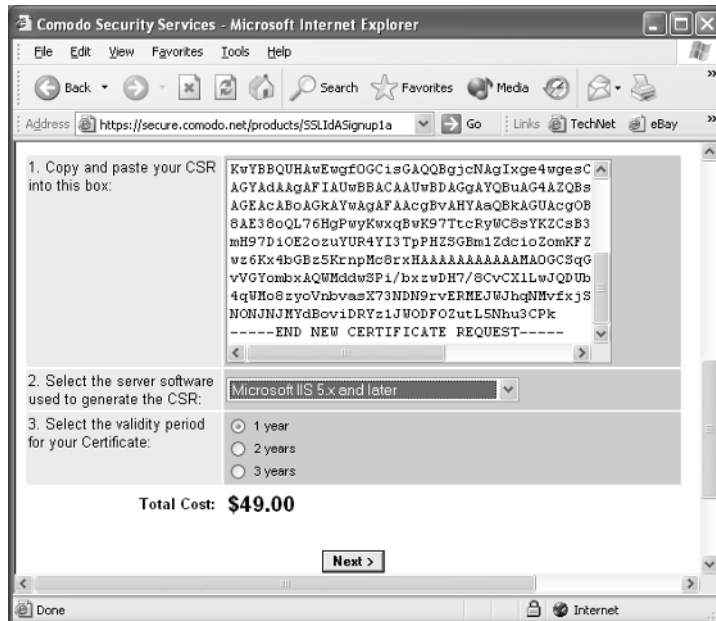 Comodo Security Services - Microsoft Internet Explorer
File Edit View Favorites Tools Help
Back Search Favorites Media
Address https://secure.comodo.net/products/SSLIdASignup1a Go Links TechNet eBay
1. Copy and paste your CSR
into this box:
KwYBBQUHAwEwgfOGCisGAQQBgjcNAgIxge4wgesC
AGYAdAAgAFIAUwBBACAAUwBDAGgAYQBuAG4AZQBs
AGEAcABoAGkAYwAgAFAAcgBvAHYAaQBkAGUAcgOB
8AE38oQL76HgPwyKwxqBwK97TtcRyWC8sYKZCsB3
mH97DiOE2ozuYUR4YI3TpPHZSGBm1ZdcioZomKFZ
wz6Kx4bGBz5KrnpMc8rxHAAAAAAAAAAAMAOGCSqG
vVGYombxAQWMddwSPi/bxzwDH7/8CvCX1LwJQDUb
4qWMo8zyoVnbvasX73NDN9rvERMEJWJhqNMvfxjS
NONJNJMYdBoviDRYz1JWODFOZutL5Nhu3CPk
-----END NEW CERTIFICATE REQUEST-----
2. Select the server software
used to generate the CSR:
Microsoft IIS 5.x and later
3. Select the validity period
for your Certificate:
1 year
2 years
3 years
Total Cost: $49.00
Next >
Done Internet